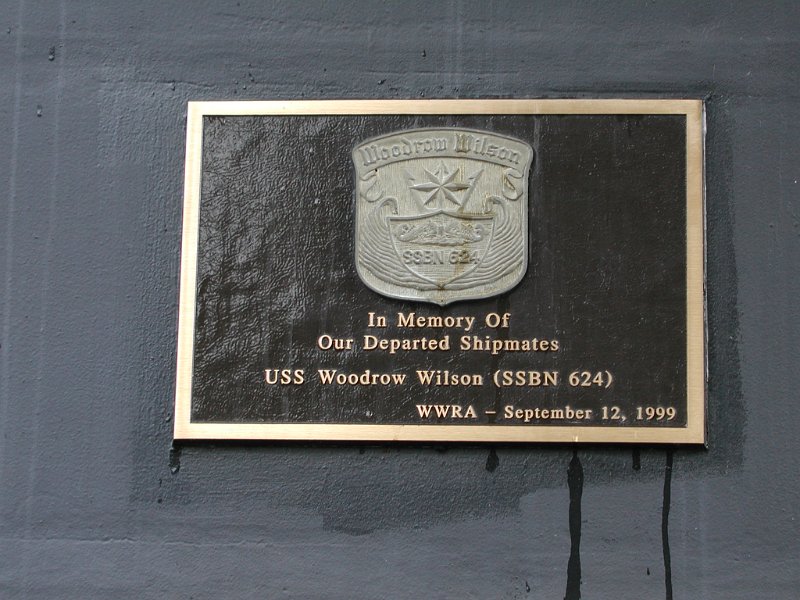 Woodrow Wilson
SSBN 624
In Memory Of
Our Departed Shipmates
USS Woodrow Wilson (SSBN 624)
WWRA – September 12, 1999